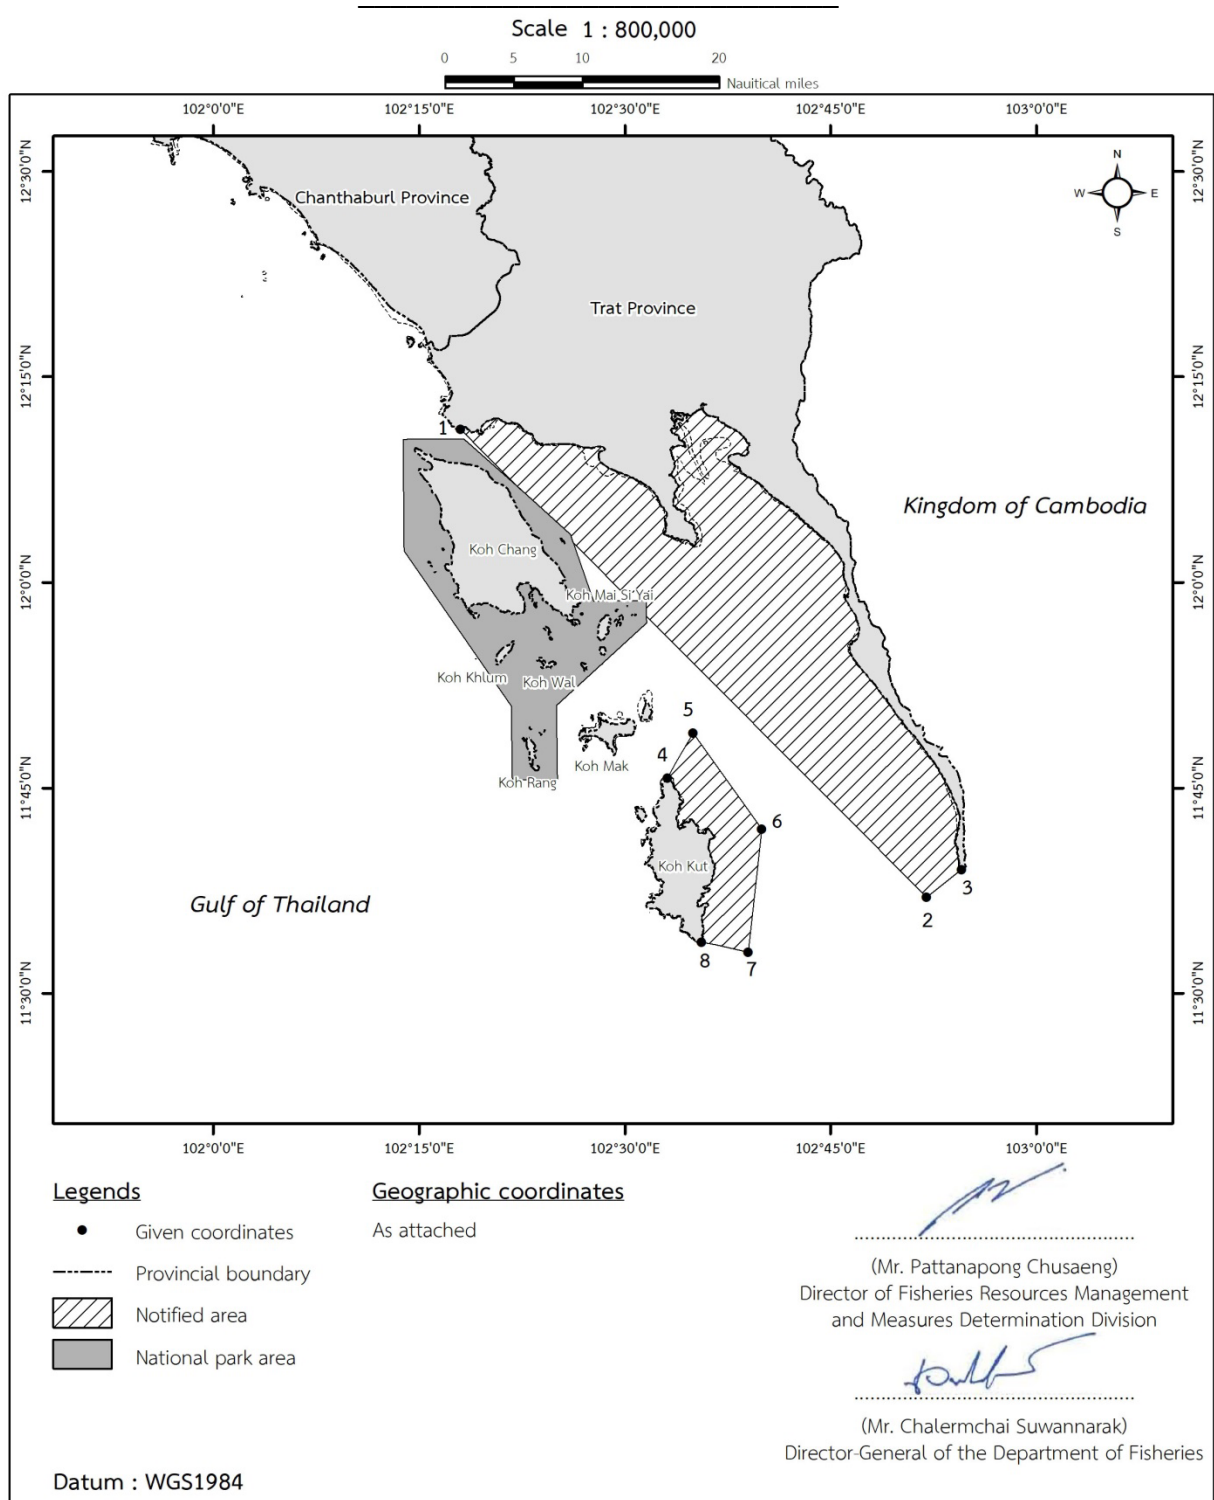 Scale 1 : 800,000
0 5 10 20
Nauitical miles
102°0'0"E 102°15'0"E 102°30'0"E 102°45'0"E 103°0'0"E
12°30'0"N 12°30'0"N
N
W E
S
Chanthaburl Province
Trat Province
12°15'0"N 12°15'0"N
1
Kingdom of Cambodia
Koh Chang
12°0'0"N 12°0'0"N
Koh Mai Si Yai
Koh Khlum
Koh Wal
5
4
Koh Mak
Koh Rang
11°45'0"N 11°45'0"N
6
Koh Kut
3
Gulf of Thailand
2
8
7
11°30'0"N 11°30'0"N
102°0'0"E 102°15'0"E 102°30'0"E 102°45'0"E 103°0'0"E
Legends
Given coordinates
Provincial boundary
Notified area
National park area
Geographic coordinates
As attached
(Mr. Pattanapong Chusaeng)
Director of Fisheries Resources Management
and Measures Determination Division
(Mr. Chalermchai Suwannarak)
Director-General of the Department of Fisheries
Datum : WGS1984